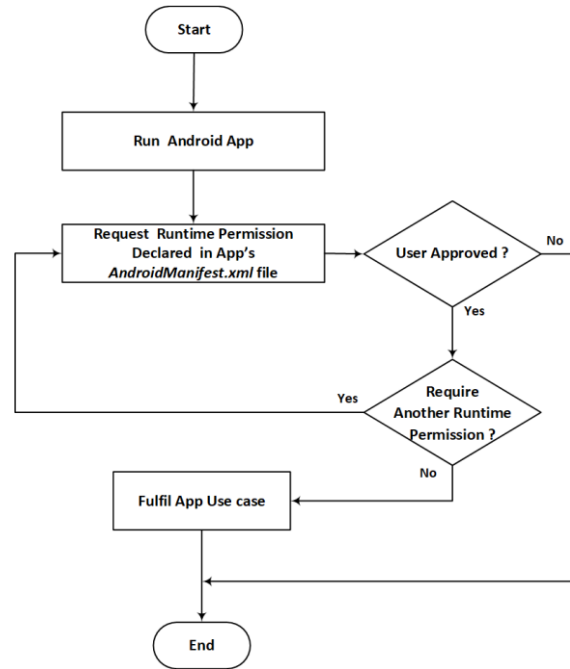 Start
Run Android App
Request Runtime Permission
Declared in App's
AndroidManifest.xml file
User Approved ?
No
Yes
Require
Another Runtime
Permission ?
Yes
No
Fulfil App Use case
End